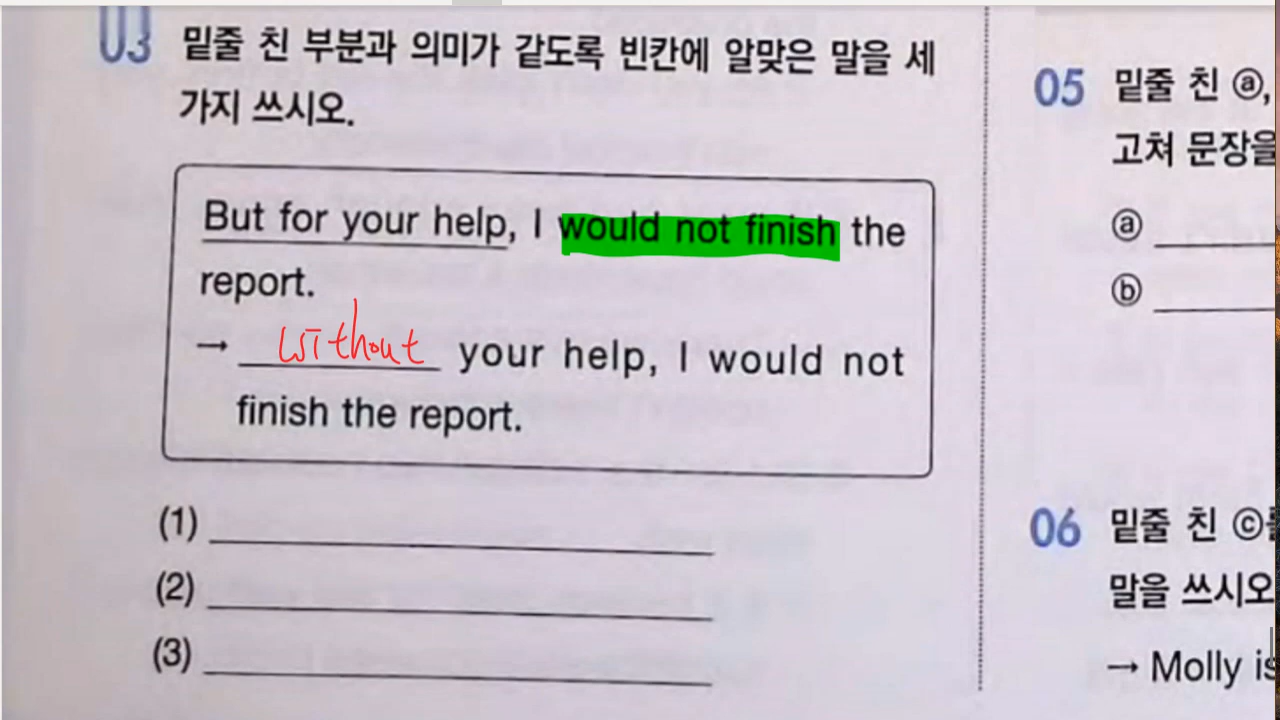 03 밑줄 친 부분과 의미가 같도록 빈칸에 알맞은 말을 세
가지 쓰시오.
But for your help, I would not finish the
report.
→ without your help, I would not
finish the report.
(1)
(2)
(3)
05 밑줄 친 ⓐ,
고쳐 문장을
ⓐ
ⓑ
06 밑줄 친 ⓒ를
말을 쓰시오
→ Molly is